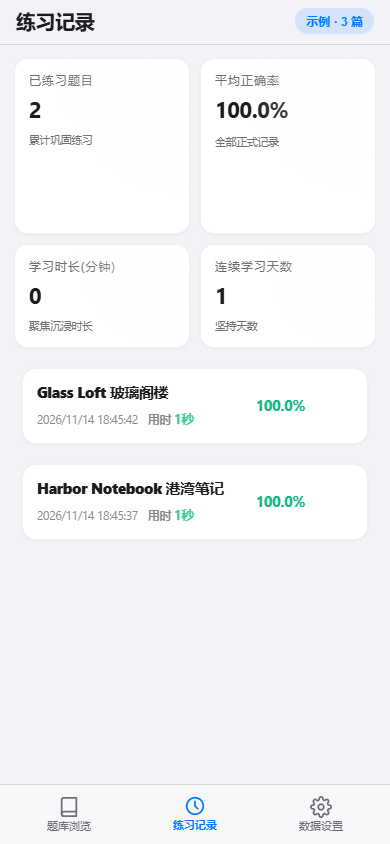 练习记录
示例 · 3 篇
已练习题目
2
累计巩固练习
平均正确率
100.0%
全部正式记录
学习时长(分钟)
0
聚焦沉浸时长
连续学习天数
1
坚持天数
Glass Loft 玻璃阁楼
2026/11/14 18:45:42 用时 1秒
100.0%
Harbor Notebook 港湾笔记
2026/11/14 18:45:37 用时 1秒
100.0%
题库浏览
练习记录
数据设置